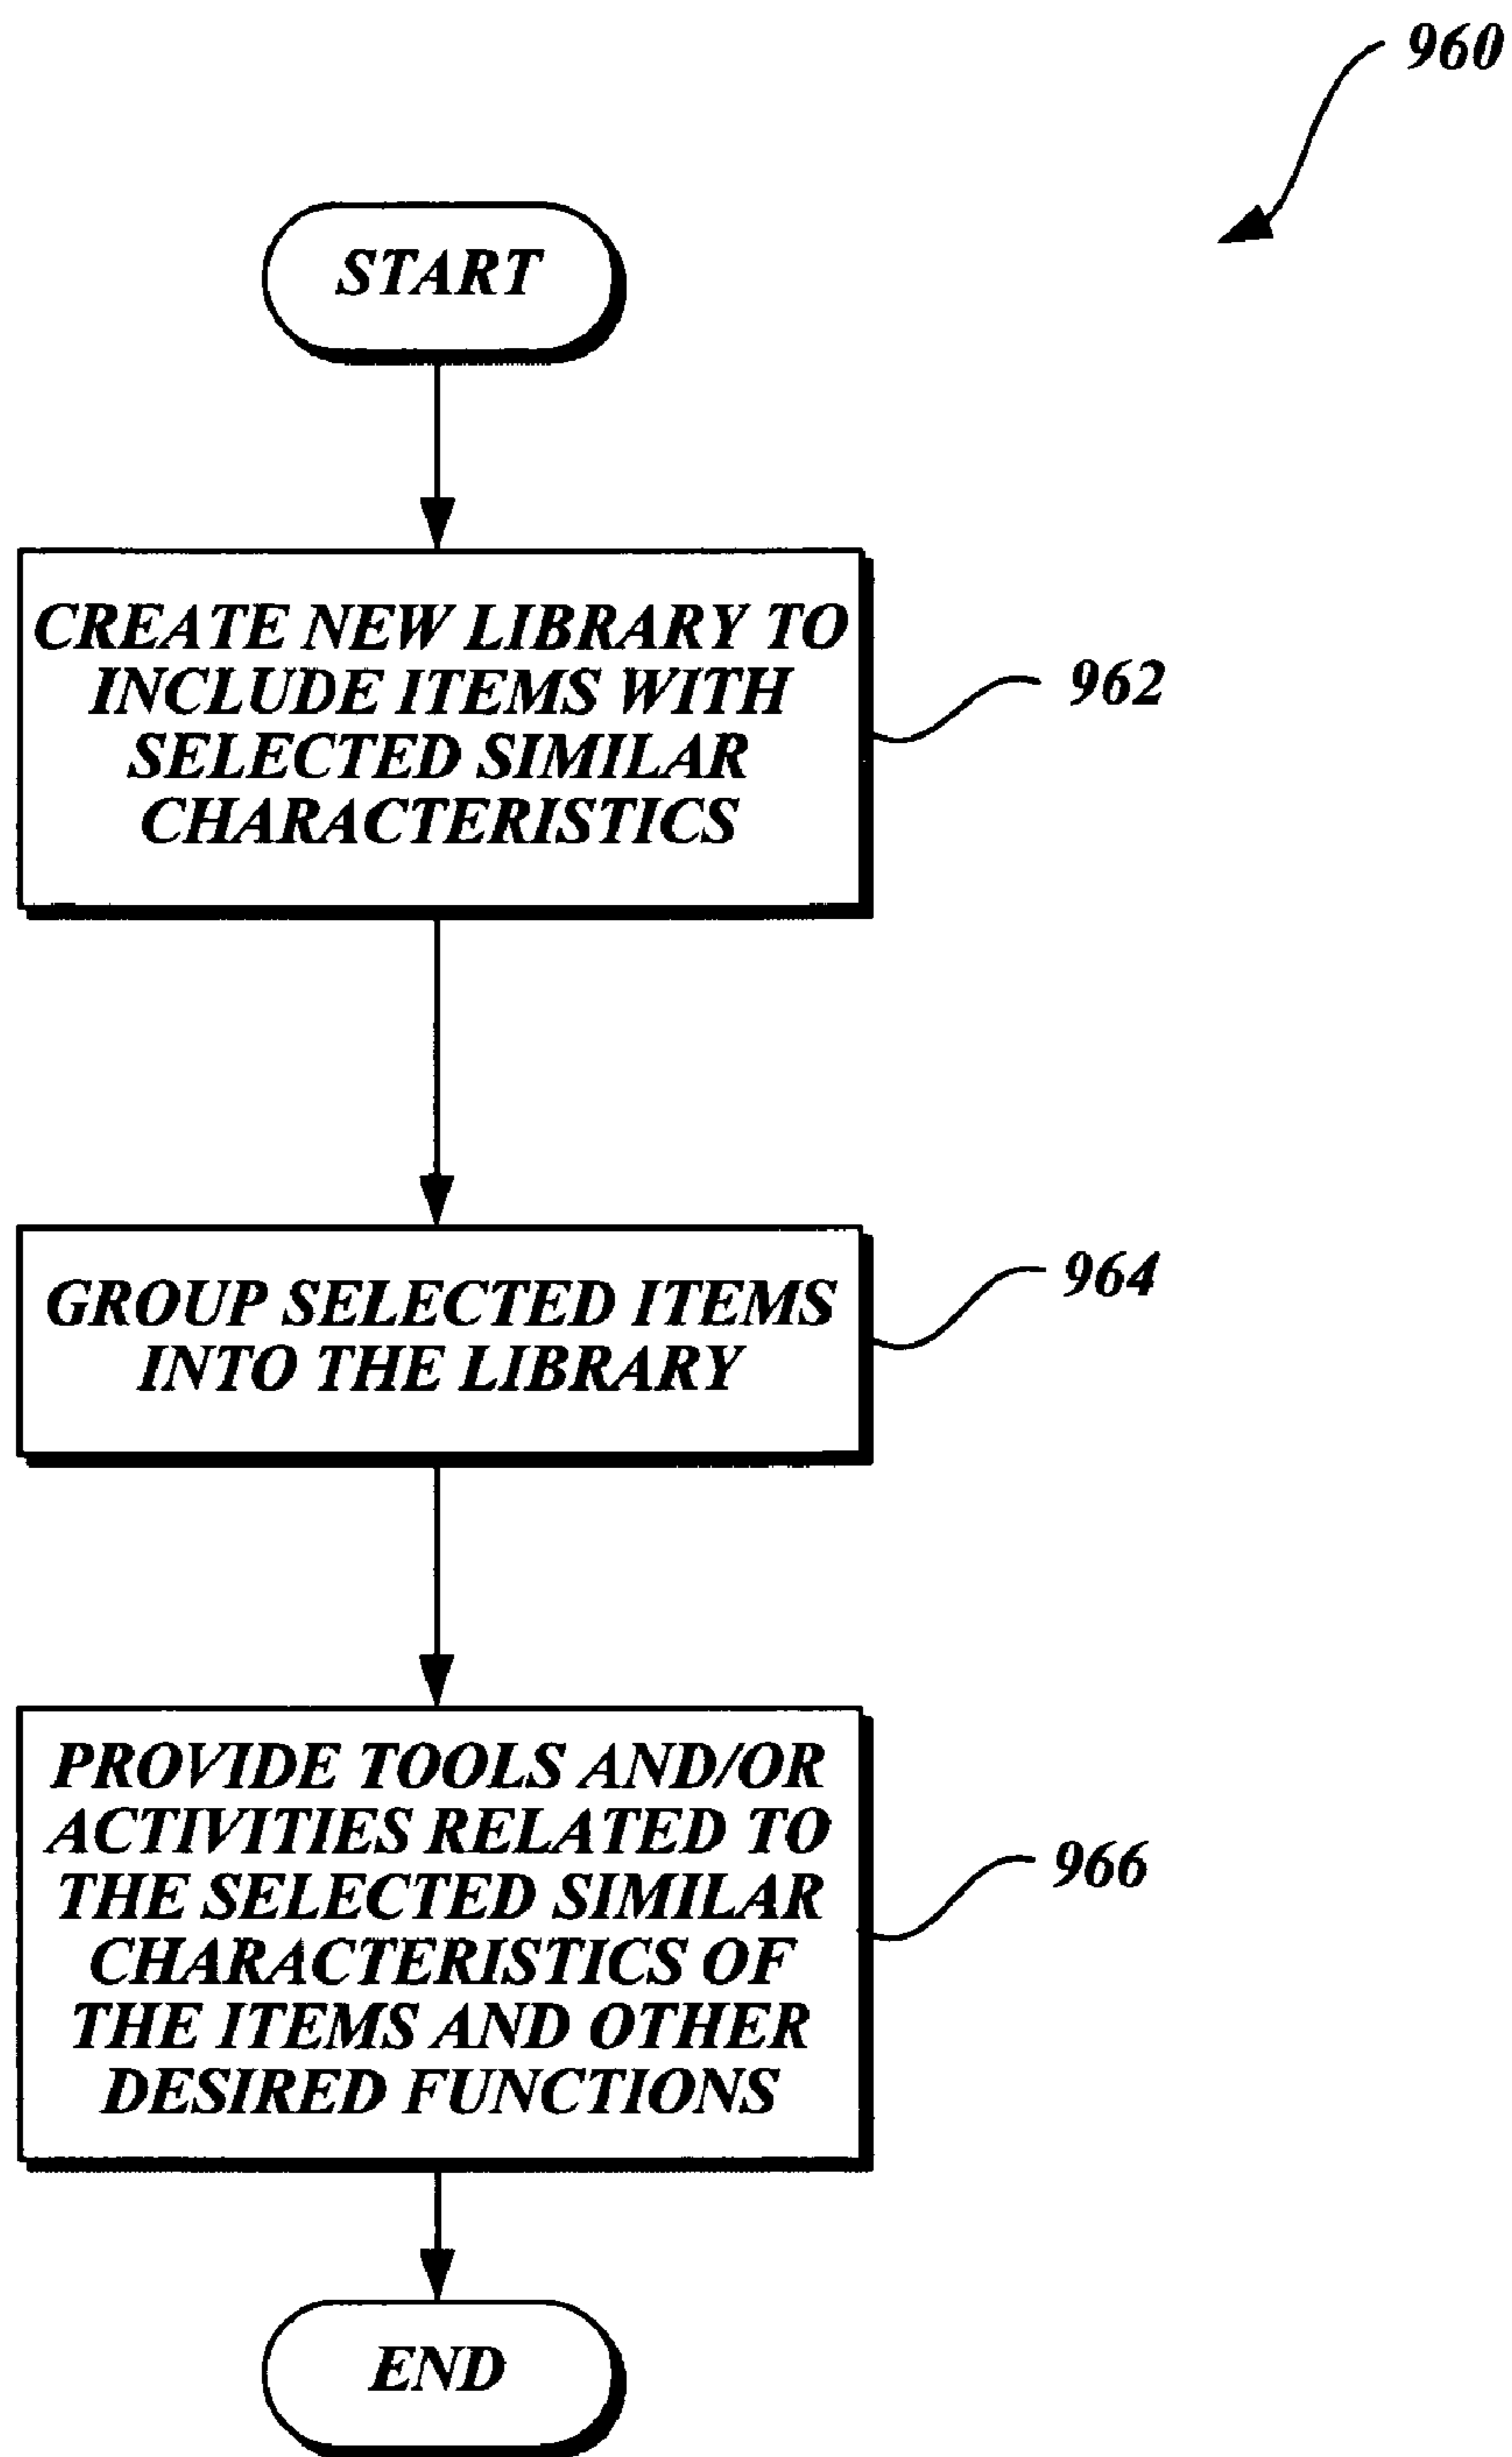 960
START
CREATE NEW LIBRARY TO
INCLUDE ITEMS WITH
SELECTED SIMILAR
CHARACTERISTICS
962
GROUP SELECTED ITEMS
INTO THE LIBRARY
964
PROVIDE TOOLS AND/OR
ACTIVITIES RELATED TO
THE SELECTED SIMILAR
CHARACTERISTICS OF
THE ITEMS AND OTHER
DESIRED FUNCTIONS
966
END